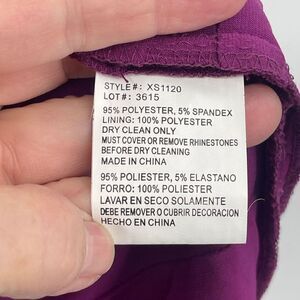 STYLE#: XS1120
LOT#: 3615
95% POLYESTER, 5% SPANDEX
LINING: 100% POLYESTER
DRY CLEAN ONLY
MUST COVER OR REMOVER RHINESTONES
BEFORE DRY CLEANING
MADE IN CHINA
95% POLIESTER, 5% ELASTANO
FORRO: 100% POLIESTER
LAVAR EN SECO SOLAMENTE
DEBE REMOVER O CUBRIR DECORACION
HECHO EN CHINA